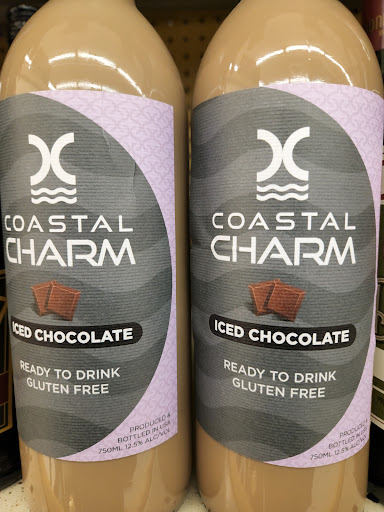 COASTAL
CHARM
ICED CHOCOLATE
READY TO DRINK
GLUTEN FREE
PRODUCED &
BOTTLED IN USA
750ML 12.5% ALC/VOL
COASTAL
CHARM
ICED CHOCOLATE
READY TO DRINK
GLUTEN FREE
PRODUCED &
BOTTLED IN USA
750ML 12.5% ALC/VOL